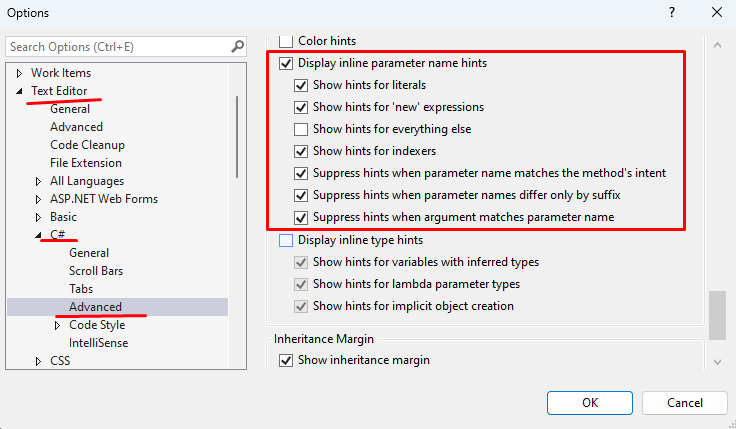 Options
?
Search Options (Ctrl+E)
Work Items
Text Editor
General
Advanced
Code Cleanup
File Extension
All Languages
ASP.NET Web Forms
Basic
C#
General
Scroll Bars
Tabs
Advanced
Code Style
IntelliSense
CSS
Color hints
Display inline parameter name hints
Show hints for literals
Show hints for 'new' expressions
Show hints for everything else
Show hints for indexers
Suppress hints when parameter name matches the method's intent
Suppress hints when parameter names differ only by suffix
Suppress hints when argument matches parameter name
Display inline type hints
Show hints for variables with inferred types
Show hints for lambda parameter types
Show hints for implicit object creation
Inheritance Margin
Show inheritance margin
OK
Cancel